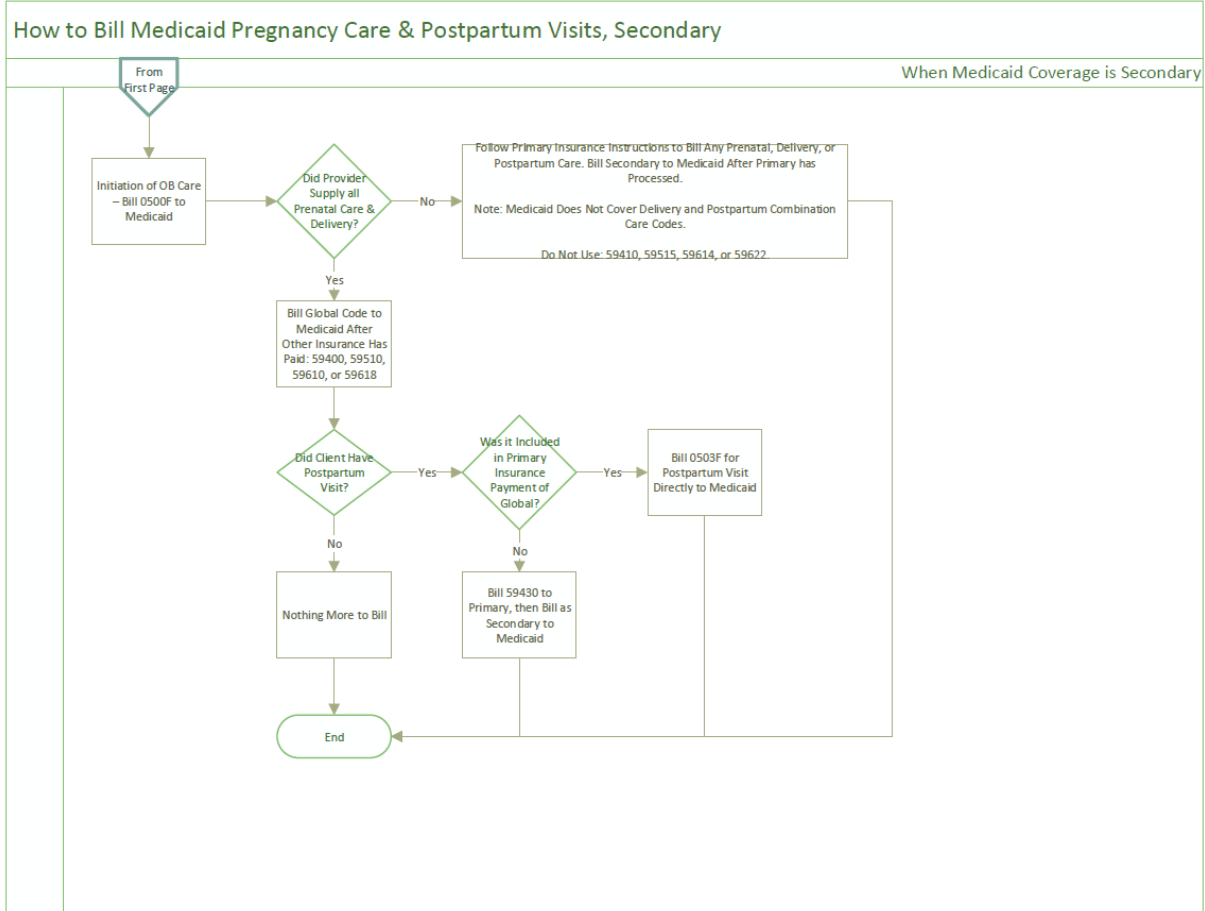 How to Bill Medicaid Pregnancy Care & Postpartum Visits, Secondary
When Medicaid Coverage is Secondary
From
First Page
Initiation of OB Care
– Bill 0500F to
Medicaid
Did Provider
Supply all
Prenatal Care &
Delivery?
No
Follow Primary Insurance Instructions to Bill Any Prenatal, Delivery, or
Postpartum Care. Bill Secondary to Medicaid After Primary has
Processed.
Note: Medicaid Does Not Cover Delivery and Postpartum Combination
Care Codes.
Do Not Use: 59410, 59515, 59614, or 59622.
Yes
Bill Global Code to
Medicaid After
Other Insurance Has
Paid: 59400, 59510,
59610, or 59618
Did Client Have
Postpartum
Visit?
Yes
Was it Included
in Primary
Insurance
Payment of
Global?
Yes
Bill 0503F for
Postpartum Visit
Directly to Medicaid
No
Nothing More to Bill
No
Bill 59430 to
Primary, then Bill as
Secondary to
Medicaid
End